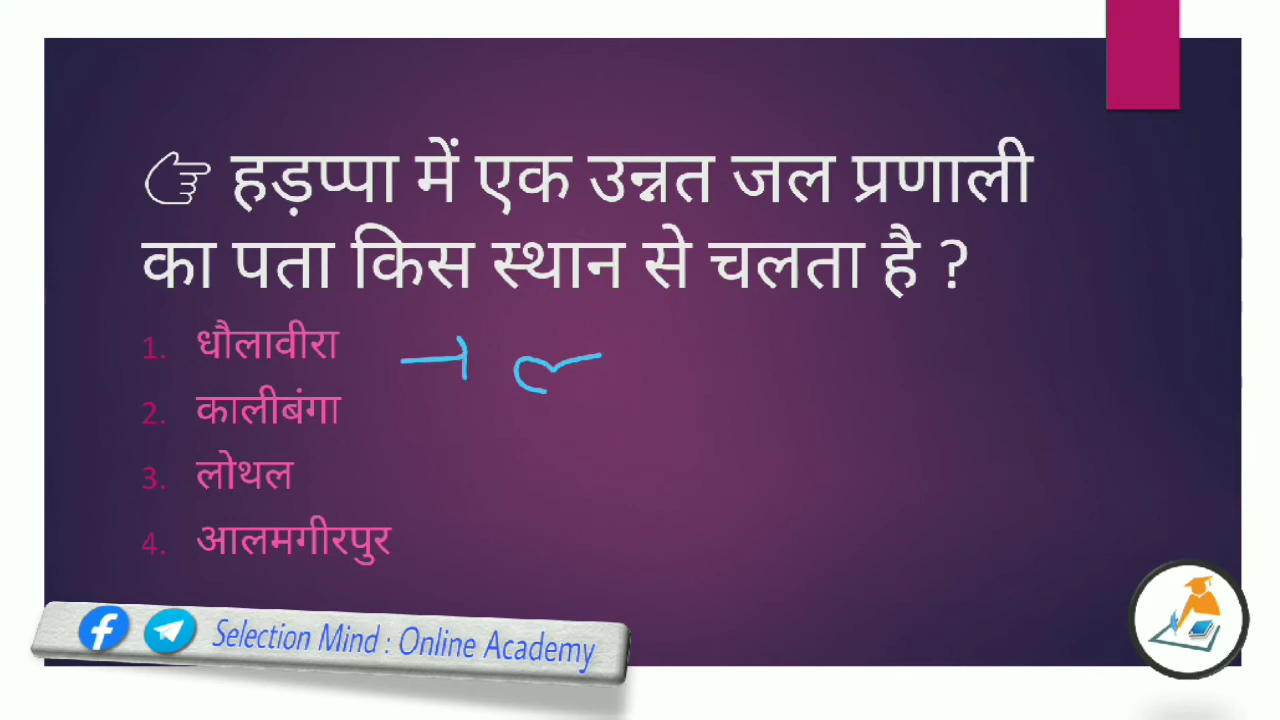 ☞ हड़प्पा में एक उन्नत जल प्रणाली
का पता किस स्थान से चलता है ?
1. धौलावीरा
2. कालीबंगा
3. लोथल
4. आलमगीरपुर
Selection Mind : Online Academy